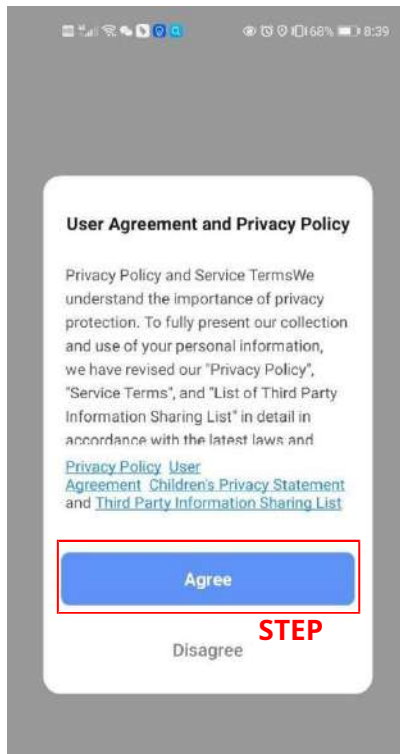 68% 8:39
User Agreement and Privacy Policy
Privacy Policy and Service TermsWe
understand the importance of privacy
protection. To fully present our collection
and use of your personal information,
we have revised our "Privacy Policy",
"Service Terms", and "List of Third Party
Information Sharing List" in detail in
accordance with the latest laws and
Privacy Policy User
Agreement Children's Privacy Statement
and Third Party Information Sharing List
Agree
STEP
Disagree